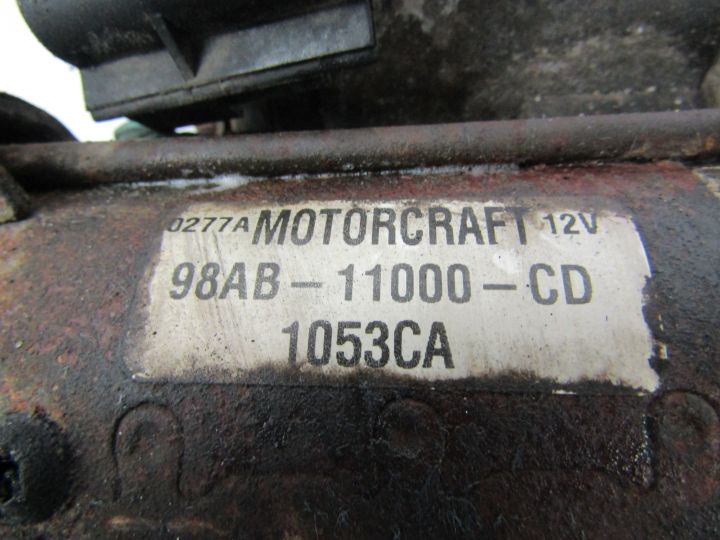 0277A MOTORCRAFT 12V
98AB-11000-CD
1053CA